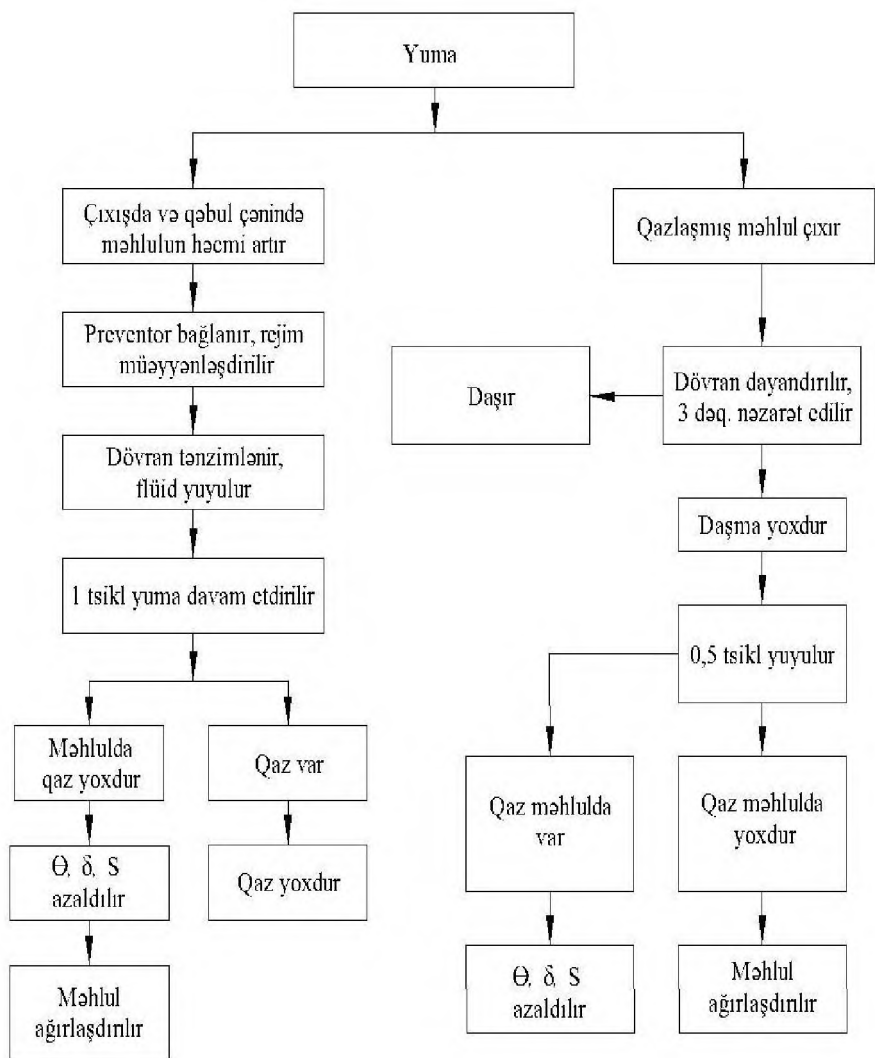 Yuma
Çıxışda və qəbul çənində
məhlulun həcmi artır
Preventor bağlanır, rejim
müəyyənləşdirilir
Dövran tənzimlənir,
flüid yuyulur
1 tsikl yuma davam etdirilir
Məhlulda
qaz yoxdur
Qaz var
Θ, δ, S
azaldılır
Qaz yoxdur
Məhlul
ağırlaşdırılır
Qazlaşmış məhlul çıxır
Dövran dayandırılır,
3 dəq. nəzarət edilir
Daşır
Daşma yoxdur
0,5 tsikl yuyulur
Qaz məhlulda
var
Qaz məhlulda
yoxdur
Θ, δ, S
azaldılır
Məhlul
ağırlaşdırılır